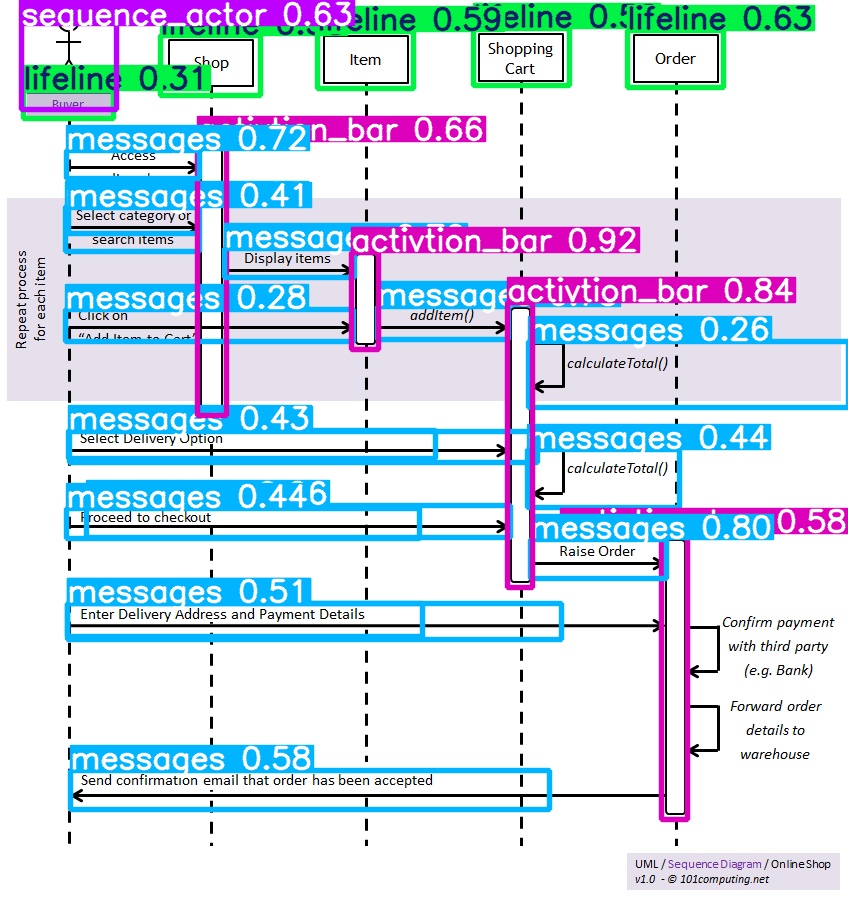 sequence_actor 0.63
lifeline 0.63
lifeline 0.31
Buyer
Shop
Item
Shopping
Cart
Order
messages 0.72
0.66
Access
messages 0.41
Select category or
search items
activtion_bar 0.92
Display items
activtion_bar 0.84
messages 0.28
Click on
"Add Item to Cart"
addItem()
messages 0.26
calculateTotal()
Repeat process
for each item
messages 0.43
Select Delivery Option
messages 0.44
calculateTotal()
messages
Proceed to checkout
messages 0.80
0.58
Raise Order
messages 0.51
Enter Delivery Address and Payment Details
Confirm payment
with third party
(e.g. Bank)
Forward order
details to
warehouse
messages 0.58
Send confirmation email that order has been accepted
UML / Sequence Diagram / Online Shop
v1.0 - © 101computing.net